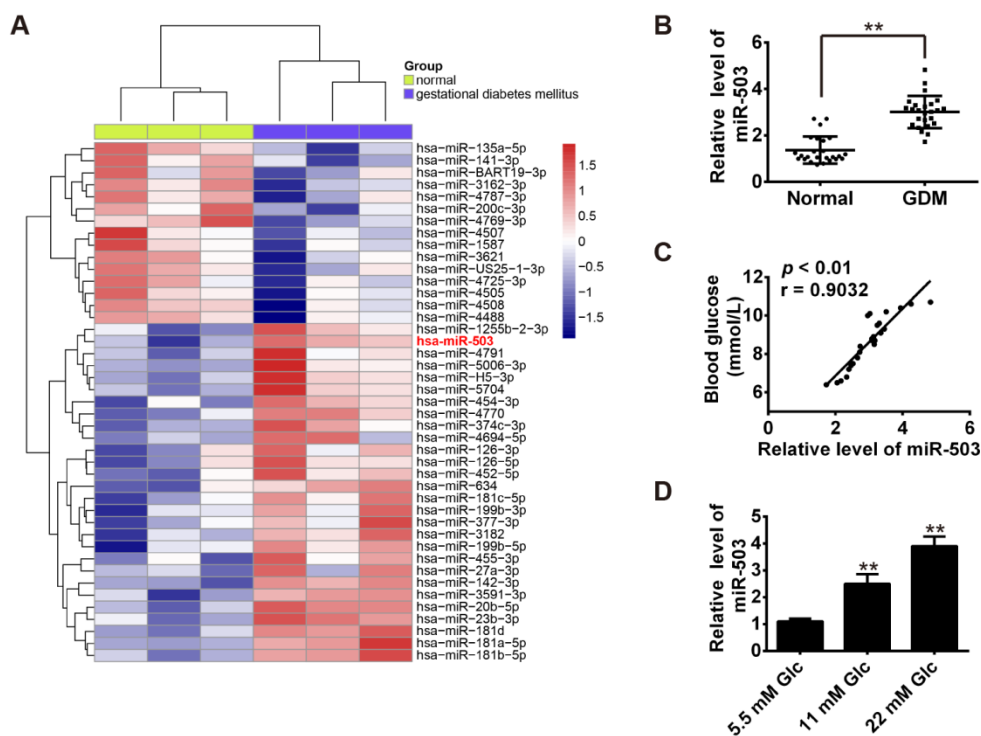 A
Group
normal
gestational diabetes mellitus
hsa-miR-135a-5p
hsa-miR-141-3p
hsa-miR-BART19-3p
hsa-miR-3162-3p
hsa-miR-4787-3p
hsa-miR-200c-3p
hsa-miR-4769-3p
hsa-miR-4507
hsa-miR-1587
hsa-miR-3621
hsa-miR-US25-1-3p
hsa-miR-4725-3p
hsa-miR-4505
hsa-miR-4508
hsa-miR-4488
hsa-miR-1255b-2-3p
hsa-miR-503
hsa-miR-4791
hsa-miR-5006-3p
hsa-miR-H5-3p
hsa-miR-5704
hsa-miR-454-3p
hsa-miR-4770
hsa-miR-374c-3p
hsa-miR-4694-5p
hsa-miR-126-3p
hsa-miR-126-5p
hsa-miR-452-5p
hsa-miR-634
hsa-miR-181c-5p
hsa-miR-199b-3p
hsa-miR-377-3p
hsa-miR-3182
hsa-miR-199b-5p
hsa-miR-455-3p
hsa-miR-27a-3p
hsa-miR-142-3p
hsa-miR-3591-3p
hsa-miR-20b-5p
hsa-miR-23b-3p
hsa-miR-181d
hsa-miR-181a-5p
hsa-miR-181b-5p
1.5
1
0.5
0
−0.5
−1
−1.5
B
Relative level of
miR-503
6
4
2
0
**
Normal
GDM
C
Blood glucose
(mmol/L)
12
10
8
6
p < 0.01
r = 0.9032
0
2
4
6
Relative level of miR-503
D
Relative level of
miR-503
5
4
3
2
1
0
**
**
5.5 mM Glc
11 mM Glc
22 mM Glc